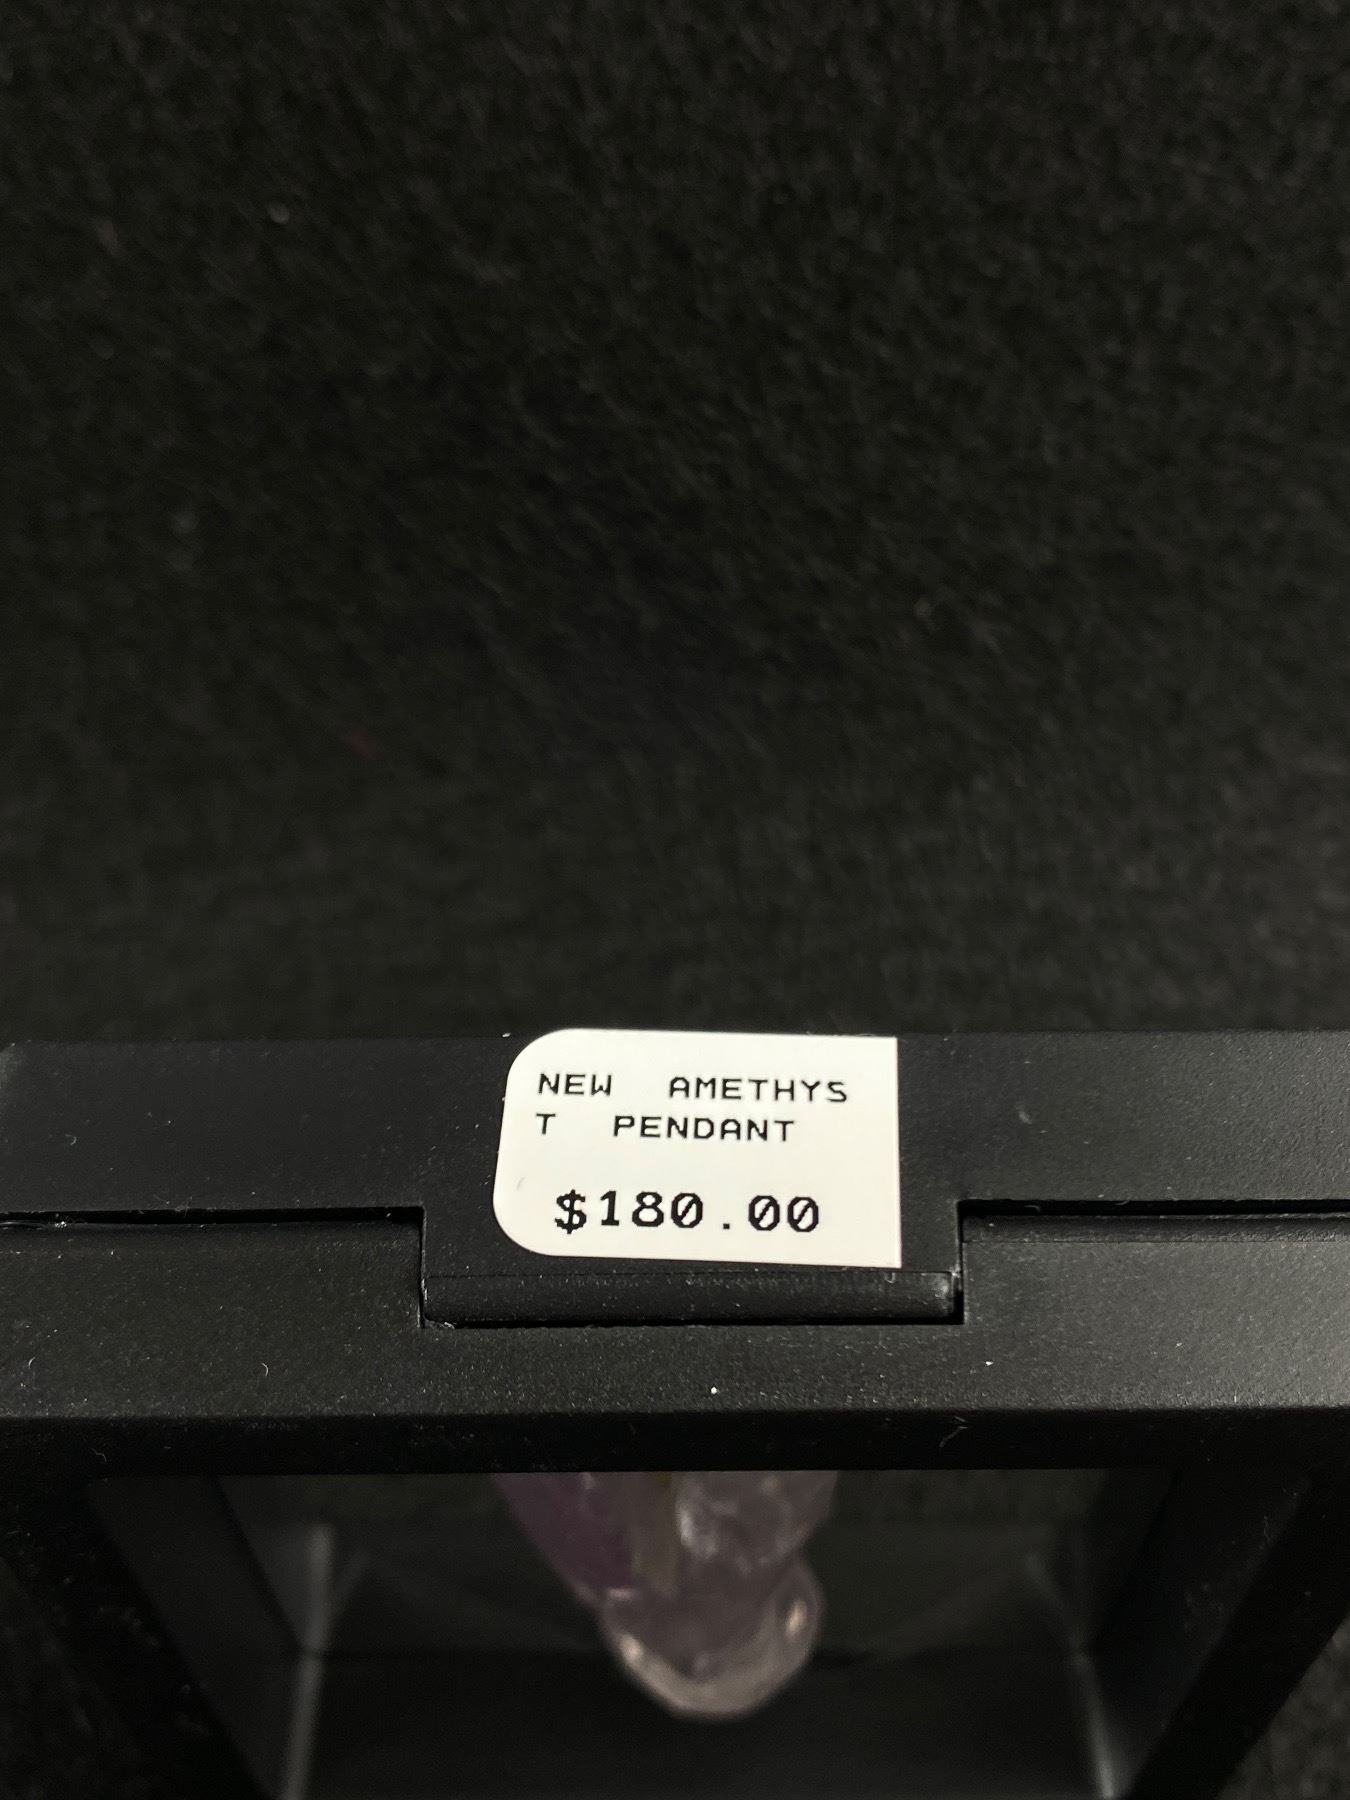 NEW AMETHYS
T PENDANT
$180.00